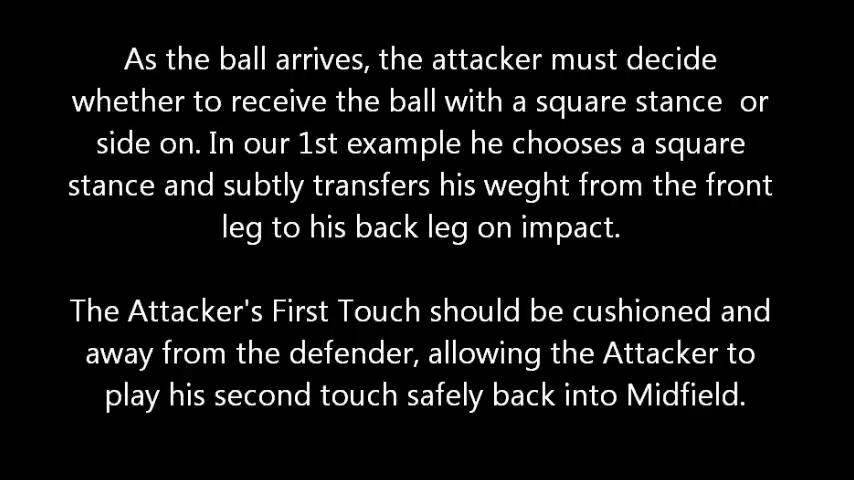 As the ball arrives, the attacker must decide
whether to receive the ball with a square stance  or
side on. In our 1st example he chooses a square
stance and subtly transfers his weght from the front
leg to his back leg on impact.
The Attacker's First Touch should be cushioned and
away from the defender, allowing the Attacker to
play his second touch safely back into Midfield.